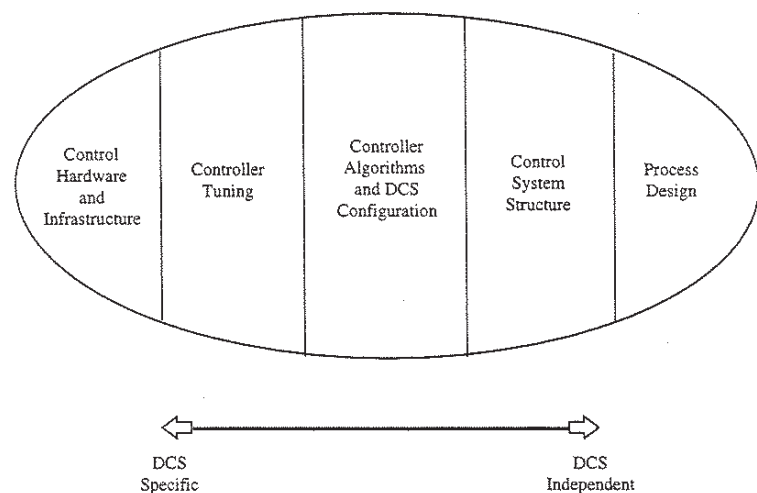 Control
Hardware
and
Infrastructure
Controller
Tuning
Controller
Algorithms
and DCS
Configuration
Control
System
Structure
Process
Design
DCS
Specific
DCS
Independent